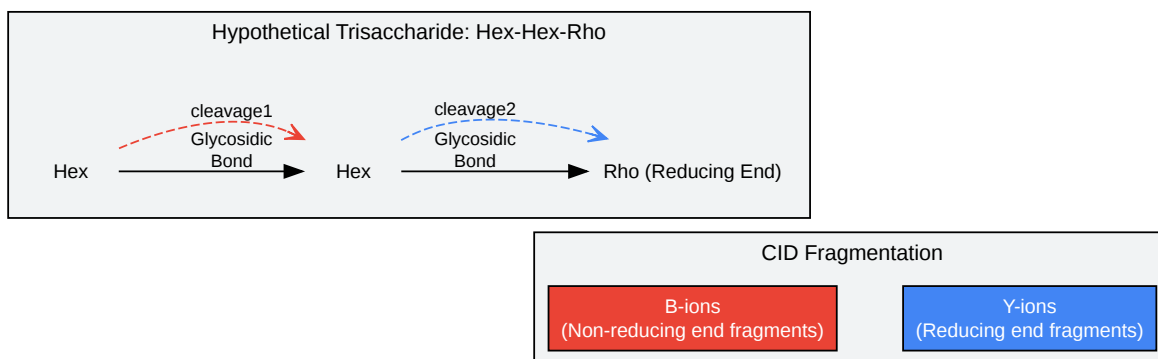 Hypothetical Trisaccharide: Hex-Hex-Rho
cleavage1
cleavage2
Glycosidic
Bond
Glycosidic
Bond
Hex
Hex
Rho (Reducing End)
CID Fragmentation
B-ions
(Non-reducing end fragments)
Y-ions
(Reducing end fragments)